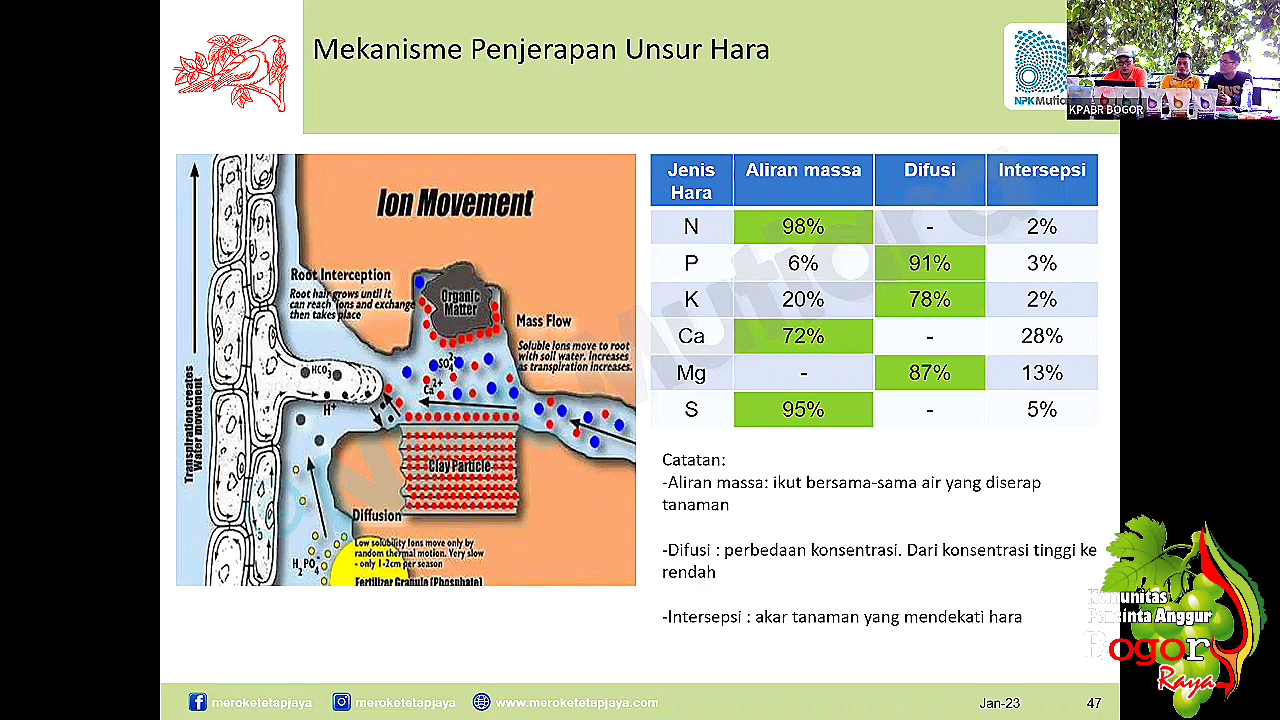 Mekanisme Penjerapan Unsur Hara
KPABR BOGOR
Ion Movement
Root Interception
Root hair grows until it
can reach ions and exchange
then takes place
Organic
Matter
Mass Flow
Soluble Ions move to root
with soil water. Increases
as transpiration increases.
HCO₃⁻
SO₄²⁻
Ca²⁺
H⁺
Clay Particle
Transpiration creates
Water movement
Diffusion
Low solubility Ions move only by
random thermal motion. Very slow
- only 1-2cm per season
H₂PO₄⁻
Fertilizer Granule (Phosphate)
Jenis Hara Aliran massa Difusi Intersepsi
N 98% - 2%
P 6% 91% 3%
K 20% 78% 2%
Ca 72% - 28%
Mg - 87% 13%
S 95% - 5%
Catatan:
-Aliran massa: ikut bersama-sama air yang diserap
tanaman
-Difusi : perbedaan konsentrasi. Dari konsentrasi tinggi ke
rendah
-Intersepsi : akar tanaman yang mendekati hara
Komunitas
Pencinta Anggur
Bogor
Raya
meroketetapjaya
meroketetapjaya
www.meroketetapjaya.com
Jan-23
47